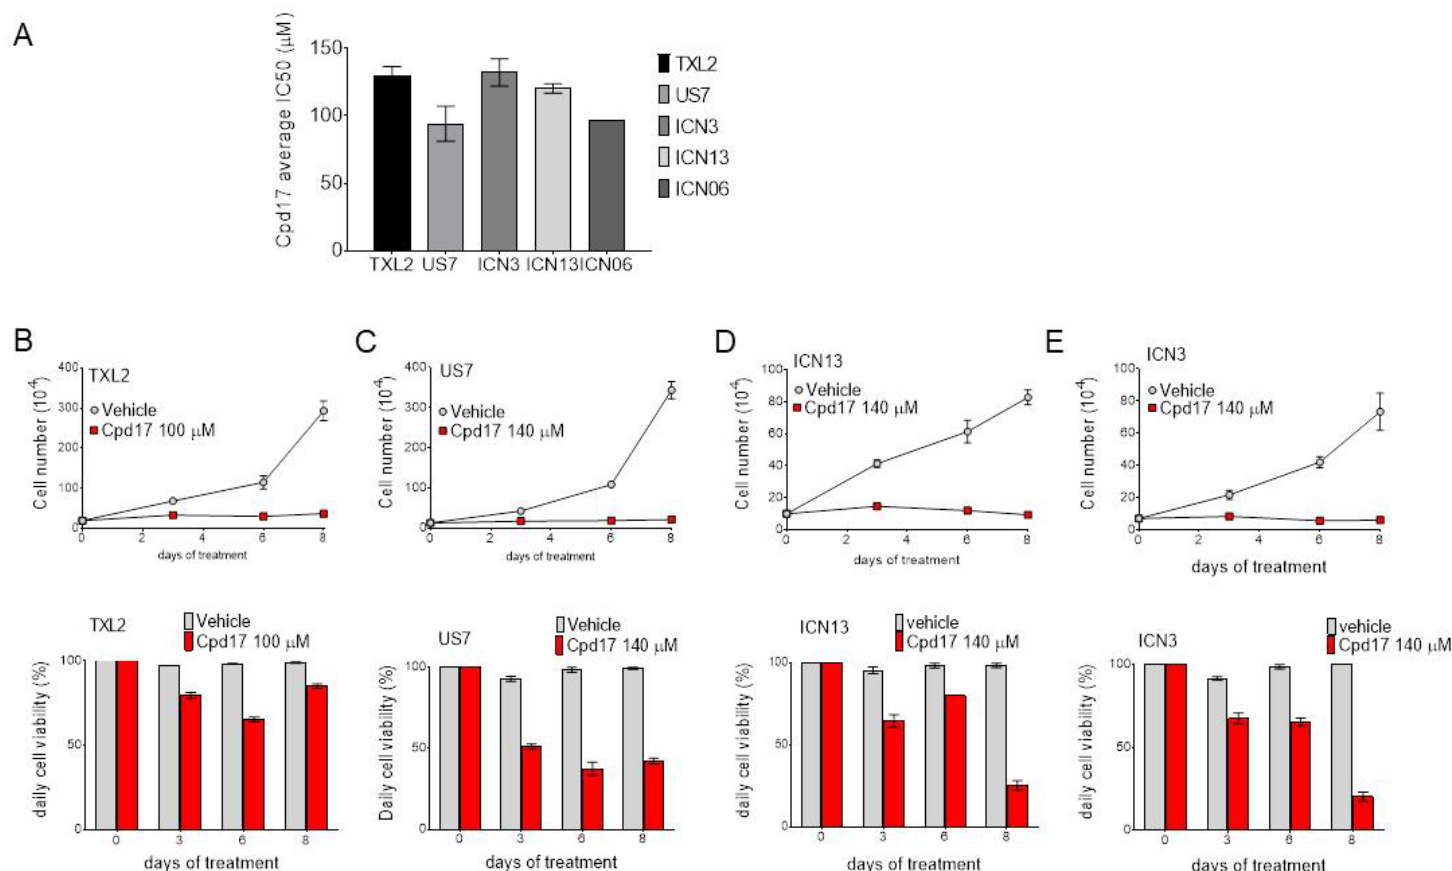 A
Cpd17 average IC50 (μM)
150
100
50
0
TXL2 US7 ICN3 ICN13 ICN06
TXL2
US7
ICN3
ICN13
ICN06
B
TXL2
Vehicle
Cpd17 100 μM
Cell number (10⁴)
400
300
200
100
0
0 2 4 6 8
days of treatment
C
US7
Vehicle
Cpd17 140 μM
Cell number (10⁴)
400
300
200
100
0
0 2 4 6 8
days of treatment
D
ICN13
Vehicle
Cpd17 140 μM
Cell number (10⁴)
100
80
60
40
20
0
0 2 4 6 8
days of treatment
E
ICN3
Vehicle
Cpd17 140 μM
Cell number (10⁴)
100
80
60
40
20
0
0 2 4 6 8
days of treatment
TXL2
Vehicle
Cpd17 100 μM
daily cell viability (%)
100
50
0
0 3 6 8
days of treatment
US7
Vehicle
Cpd17 140 μM
Daily cell viability (%)
100
50
0
0 3 6 8
days of treatment
ICN13
vehicle
Cpd17 140 μM
daily cell viability (%)
100
50
0
0 3 6 8
days of treatment
ICN3
vehicle
Cpd17 140 μM
daily cell viability (%)
100
50
0
0 3 6 8
days of treatment